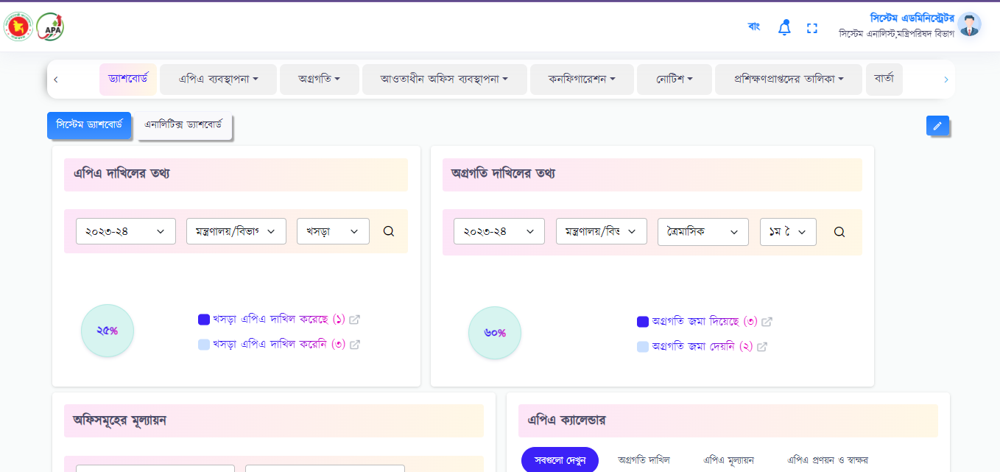 APA
বাং
সিস্টেম এডমিনিস্ট্রেটর
সিস্টেম এনালিস্ট,মন্ত্রিপরিষদ বিভাগ
ড্যাশবোর্ড এপিএ ব্যবস্থাপনা অগ্রগতি আওতাধীন অফিস ব্যবস্থাপনা কনফিগারেশন নোটিশ প্রশিক্ষণপ্রাপ্তদের তালিকা বার্তা
সিস্টেম ড্যাশবোর্ড এনালিটিক্স ড্যাশবোর্ড
এপিএ দাখিলের তথ্য
২০২৩-২৪ মন্ত্রণালয়/বিভাগ খসড়া
২৫%
খসড়া এপিএ দাখিল করেছে (১)
খসড়া এপিএ দাখিল করেনি (৩)
অগ্রগতি দাখিলের তথ্য
২০২৩-২৪ মন্ত্রণালয়/বিভ ত্রৈমাসিক ১ম
৬০%
অগ্রগতি জমা দিয়েছে (৩)
অগ্রগতি জমা দেয়নি (২)
অফিসমূহের মূল্যায়ন
এপিএ ক্যালেন্ডার
সবগুলো দেখুন অগ্রগতি দাখিল এপিএ মূল্যায়ন এপিএ প্রণয়ন ও স্বাক্ষর